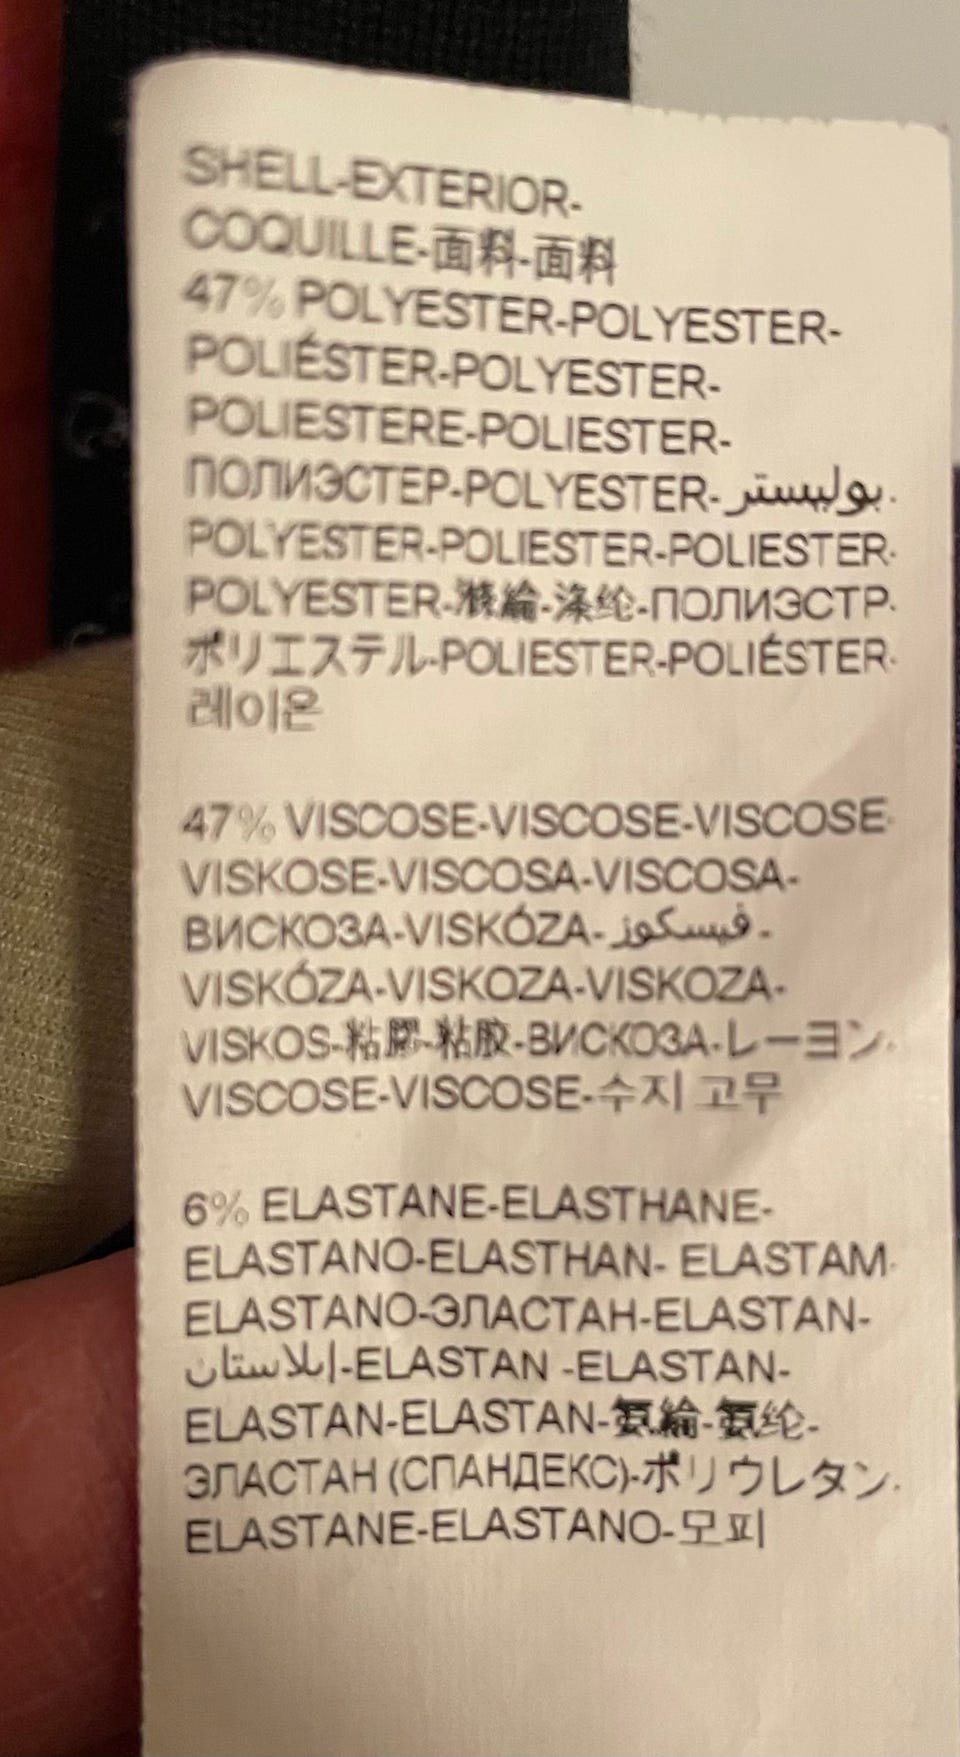 SHELL-EXTERIOR-
COQUILLE-面料-面料
47% POLYESTER-POLYESTER-
POLIÉSTER-POLYESTER-
POLIESTERE-POLIESTER-
ПОЛИЭСТЕР-POLYESTER-بوليستر-
POLYESTER-POLIESTER-POLIESTER-
POLYESTER-滌綸-涤纶-ПОЛИЭСТР-
ポリエステル-POLIESTER-POLIÉSTER-
레이온
47% VISCOSE-VISCOSE-VISCOSE-
VISKOSE-VISCOSA-VISCOSA-
ВИСКОЗА-VISKÓZA-فيسكوز-
VISKÓZA-VISKOZA-VISKOZA-
VISKOS-粘膠-粘胶-ВИСКОЗА-レーヨン-
VISCOSE-VISCOSE-수지 고무
6% ELASTANE-ELASTHANE-
ELASTANO-ELASTHAN- ELASTAM-
ELASTANO-ЭЛАСТАН-ELASTAN-
إيلاستان-ELASTAN -ELASTAN-
ELASTAN-ELASTAN-氨綸-氨纶-
ЭЛАСТАН (СПАНДЕКС)-ポリウレタン-
ELASTANE-ELASTANO-모피